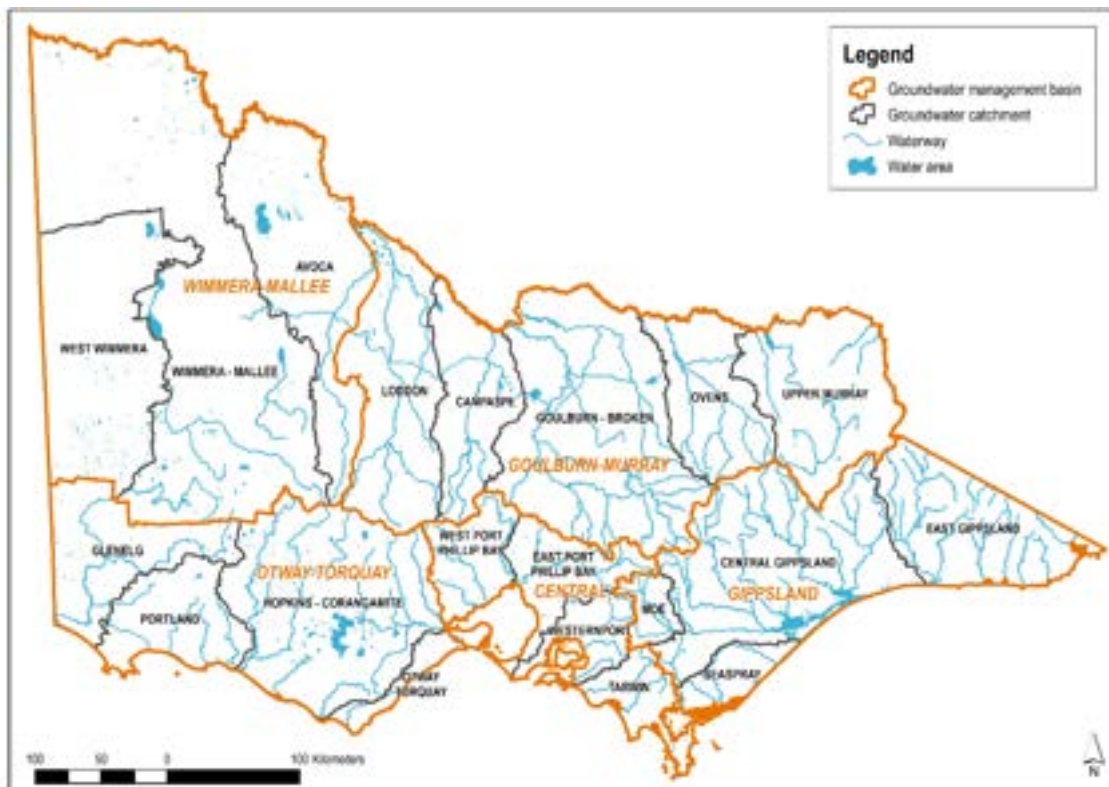 Legend
Groundwater management basin
Groundwater catchment
Waterway
Water area
AVOCA
WIMMERA-MALLEE
WEST WIMMERA
WIMMERA - MALLEE
LODDON
CAMPASPE
GOULBURN - BROKEN
OVENS
UPPER MURRAY
GOULBURN-MURRAY
EAST GIPPSLAND
GLENELG
WEST PORT
PHILLIP BAY
EAST PORT
PHILLIP BAY
CENTRAL GIPPSLAND
OTWAY-TORQUAY
CENTRAL
GIPPSLAND
HOPKINS - CORANGAMITE
MOE
PORTLAND
WESTERNPORT
SEASPRAY
OTWAY
TORQUAY
TARWIN
100 50 0 100 Kilometers
N